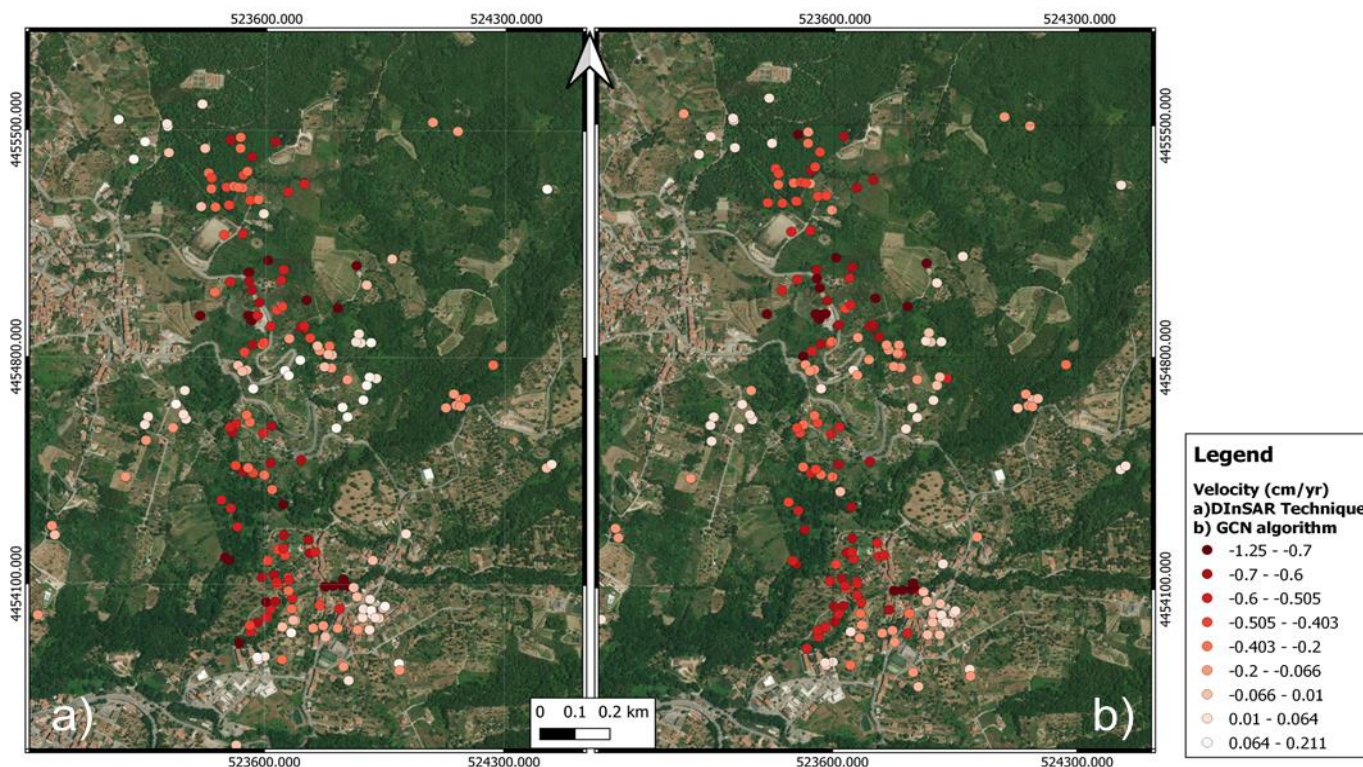 523600.000 524300.000 523600.000 524300.000
4455500.000
4454800.000
4454100.000
4455500.000
4454800.000
4454100.000
a)
b)
0 0.1 0.2 km
523600.000 524300.000 523600.000 524300.000
Legend
Velocity (cm/yr)
a)DInSAR Technique
b) GCN algorithm
-1.25 - -0.7
-0.7 - -0.6
-0.6 - -0.505
-0.505 - -0.403
-0.403 - -0.2
-0.2 - -0.066
-0.066 - 0.01
0.01 - 0.064
0.064 - 0.211